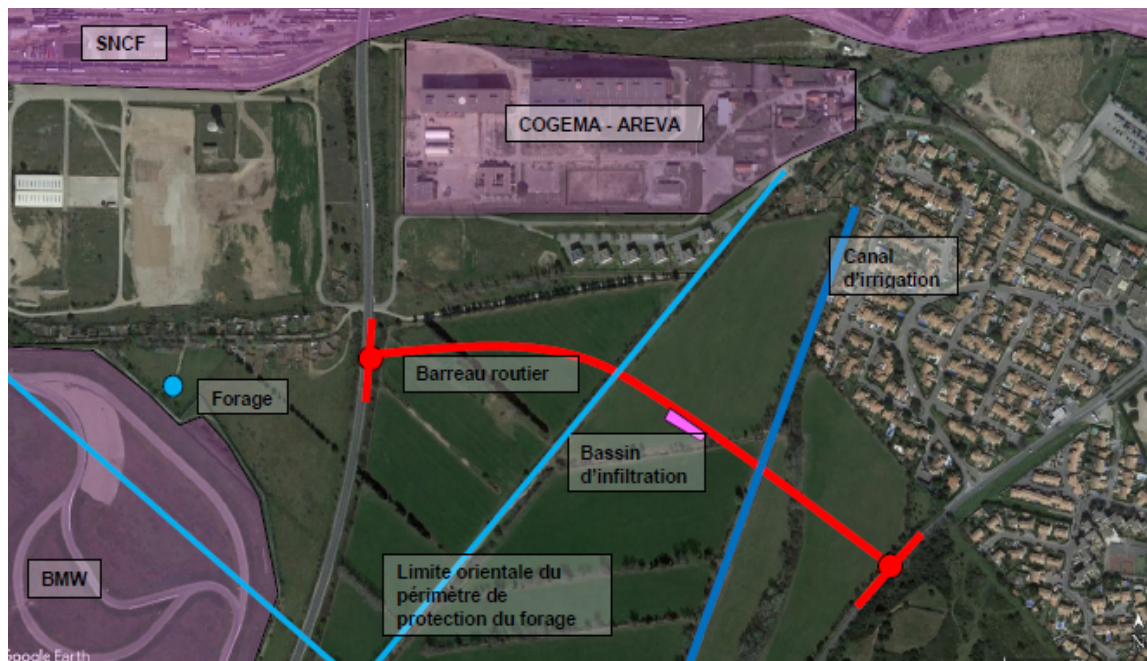 SNCF
COGEMA - AREVA
Canal
d'irrigation
Barreau routier
Forage
Bassin
d'infiltration
Limite orientale du
périmètre de
protection du forage
BMW
Google Earth